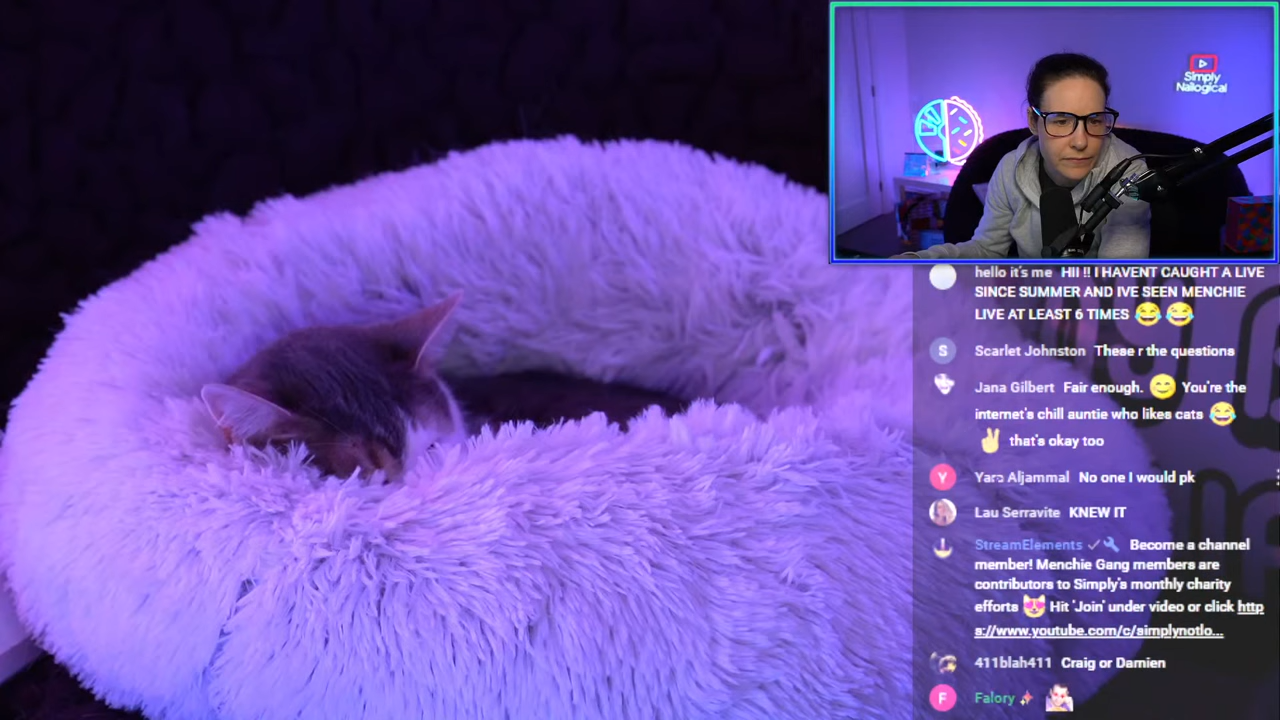 Simply
Nailogical
hello it's me HI! !! I HAVENT CAUGHT A LIVE
SINCE SUMMER AND IVE SEEN MENCHIE
LIVE AT LEAST 6 TIMES 😂 😂
S Scarlet Johnston These r the questions
Jana Gilbert Fair enough. 😊 You're the
internet's chill auntie who likes cats 😂
✌ that's okay too
Y Yara Aljammal No one I would pk
Lau Serravite KNEW IT
StreamElements Become a channel
member! Menchie Gang members are
contributors to Simply's monthly charity
efforts 😻 Hit 'Join' under video or click http
s://www.youtube.com/c/simplynotlo...
411blah411 Craig or Damien
F Falory